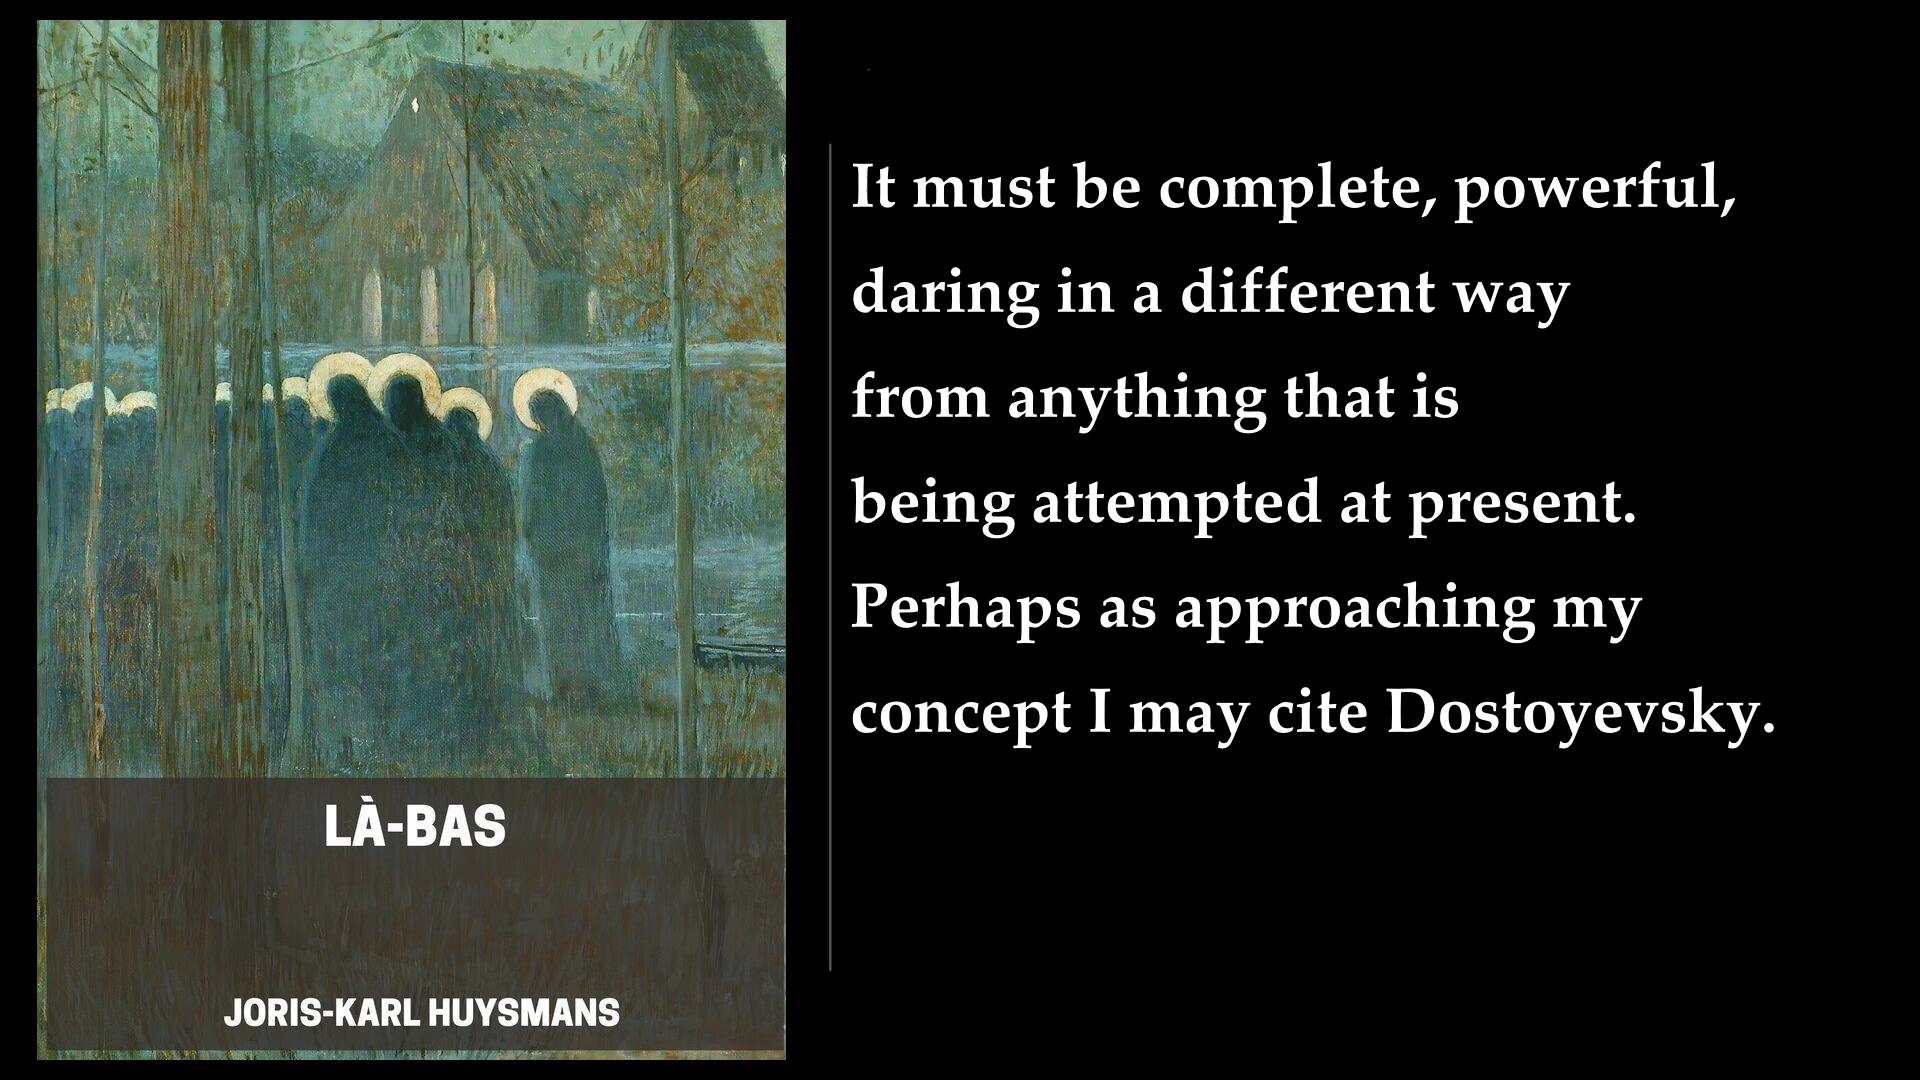 LÀ-BAS
JORIS-KARL HUYSMANS
It must be complete, powerful,
daring in a different way
from anything that is
being attempted at present.
Perhaps as approaching my
concept I may cite Dostoyevsky.